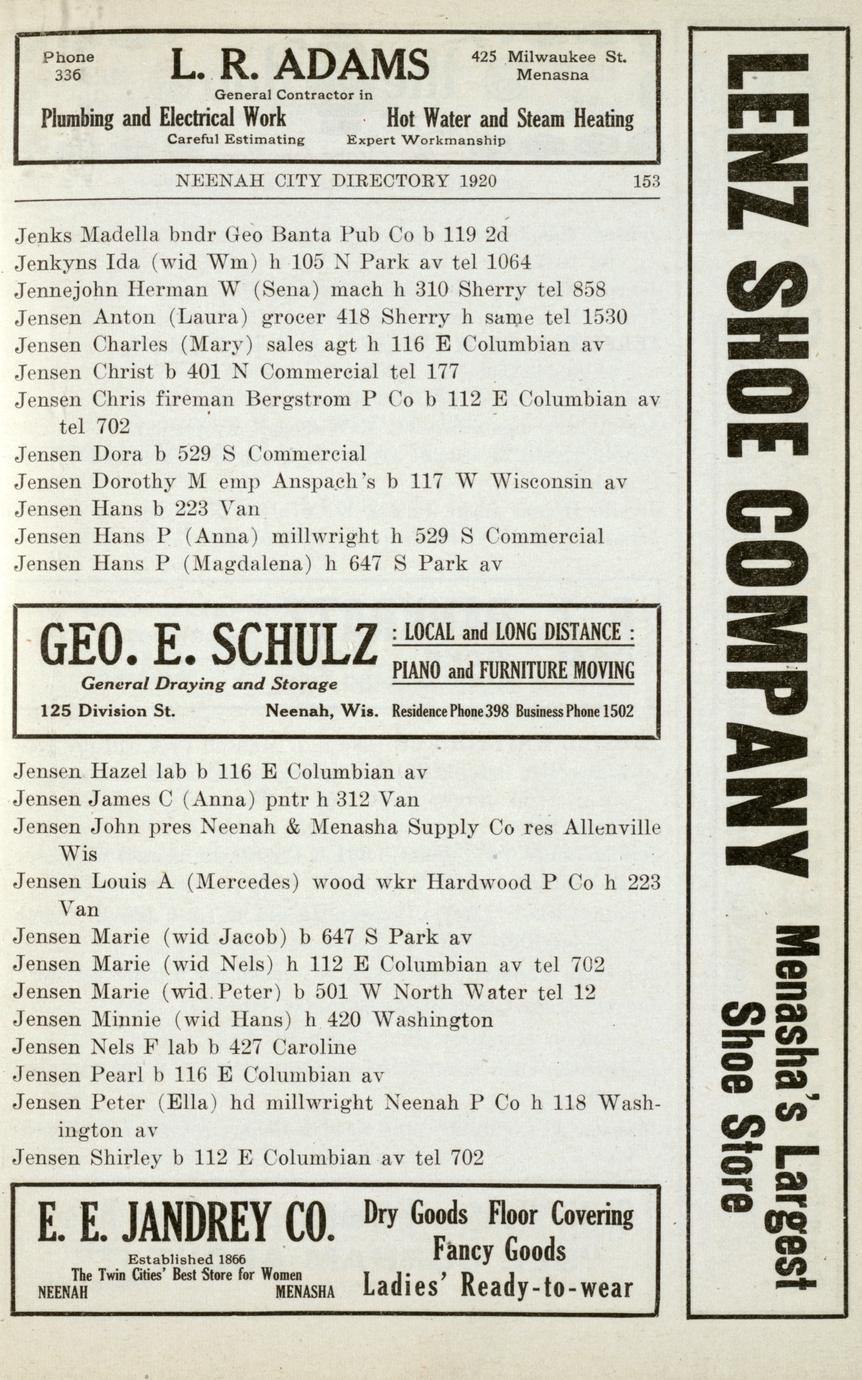 Phone
336
L. R. ADAMS
425 Milwaukee St.
Menasna
General Contractor in
Plumbing and Electrical Work Hot Water and Steam Heating
Careful Estimating Expert Workmanship
NEENAH CITY DIRECTORY 1920 153
Jenks Madella bndr Geo Banta Pub Co b 119 2d
Jenkyns Ida (wid Wm) h 105 N Park av tel 1064
Jennejohn Herman W (Sena) mach h 310 Sherry tel 858
Jensen Anton (Laura) grocer 418 Sherry h same tel 1530
Jensen Charles (Mary) sales agt h 116 E Columbian av
Jensen Christ b 401 N Commercial tel 177
Jensen Chris fireman Bergstrom P Co b 112 E Columbian av
tel 702
Jensen Dora b 529 S Commercial
Jensen Dorothy M emp Anspach's b 117 W Wisconsin av
Jensen Hans b 223 Van
Jensen Hans P (Anna) millwright h 529 S Commercial
Jensen Hans P (Magdalena) h 647 S Park av
GEO. E. SCHULZ
General Draying and Storage
125 Division St. Neenah, Wis.
: LOCAL and LONG DISTANCE :
PIANO and FURNITURE MOVING
Residence Phone 398 Business Phone 1502
Jensen Hazel lab b 116 E Columbian av
Jensen James C (Anna) pntr h 312 Van
Jensen John pres Neenah & Menasha Supply Co res Allenville
Wis
Jensen Louis A (Mercedes) wood wkr Hardwood P Co h 223
Van
Jensen Marie (wid Jacob) b 647 S Park av
Jensen Marie (wid Nels) h 112 E Columbian av tel 702
Jensen Marie (wid Peter) b 501 W North Water tel 12
Jensen Minnie (wid Hans) h 420 Washington
Jensen Nels F lab b 427 Caroline
Jensen Pearl b 116 E Columbian av
Jensen Peter (Ella) hd millwright Neenah P Co h 118 Wash-
ington av
Jensen Shirley b 112 E Columbian av tel 702
E. E. JANDREY CO.
Established 1866
The Twin Cities' Best Store for Women
NEENAH MENASHA
Dry Goods Floor Covering
Fancy Goods
Ladies' Ready-to-wear
LENZ SHOE COMPANY
Menasha's Largest
Shoe Store